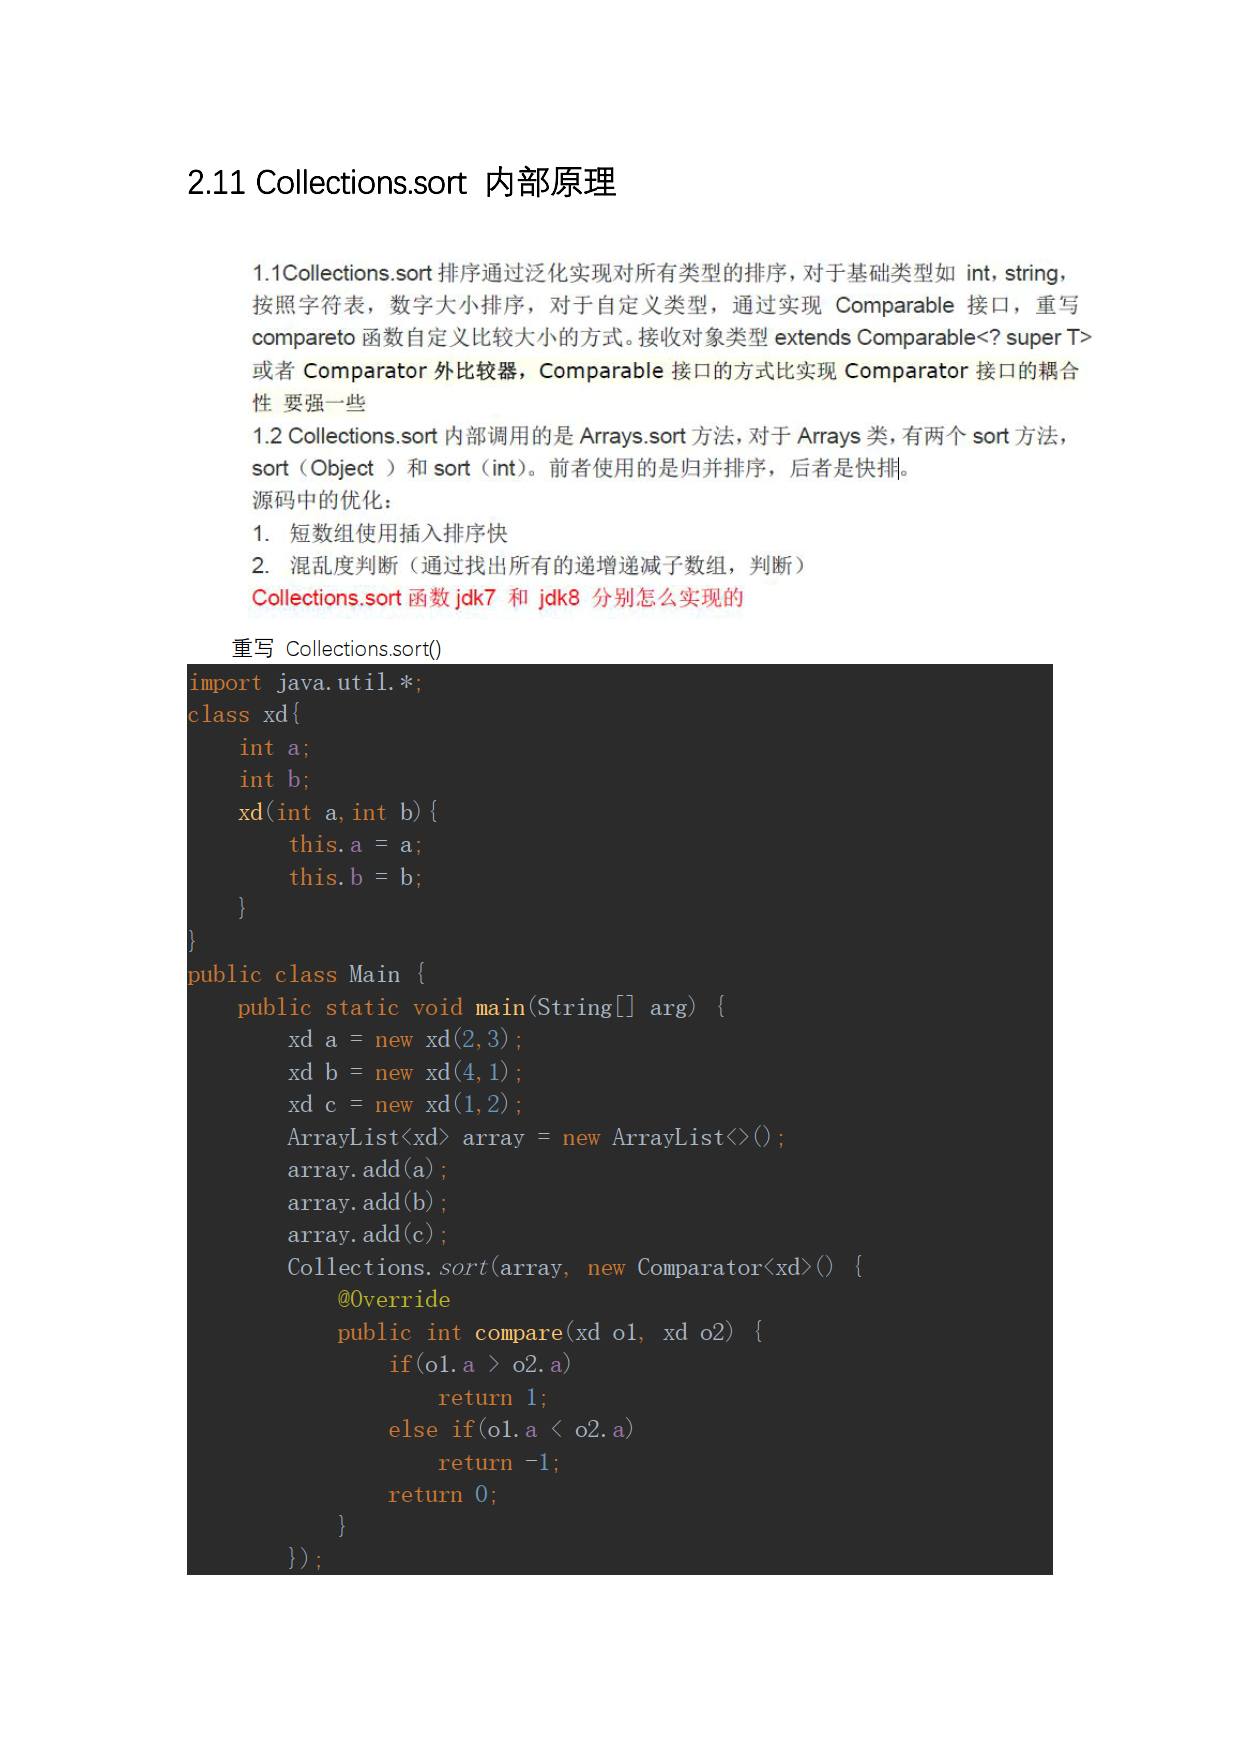 2.11 Collections.sort 内部原理
1.1Collections.sort 排序通过泛化实现对所有类型的排序，对于基础类型如 int，string，
按照字符表，数字大小排序，对于自定义类型，通过实现 Comparable 接口，重写
compareto 函数自定义比较大小的方式。接收对象类型 extends Comparable<? super T>
或者 Comparator 外比较器，Comparable 接口的方式比实现 Comparator 接口的耦合
性 要强一些
1.2 Collections.sort 内部调用的是 Arrays.sort 方法，对于 Arrays 类，有两个 sort 方法，
sort（Object ）和 sort（int）。前者使用的是归并排序，后者是快排。
源码中的优化：
1. 短数组使用插入排序快
2. 混乱度判断（通过找出所有的递增递减子数组，判断）
Collections.sort 函数 jdk7 和 jdk8 分别怎么实现的
重写 Collections.sort()
import java.util.*;
class xd{
    int a;
    int b;
    xd(int a,int b){
        this.a = a;
        this.b = b;
    }
}
public class Main {
    public static void main(String[] arg) {
        xd a = new xd(2,3);
        xd b = new xd(4,1);
        xd c = new xd(1,2);
        ArrayList<xd> array = new ArrayList<>();
        array.add(a);
        array.add(b);
        array.add(c);
        Collections.sort(array, new Comparator<xd>() {
            @Override
            public int compare(xd o1, xd o2) {
                if(o1.a > o2.a)
                    return 1;
                else if(o1.a < o2.a)
                    return -1;
                return 0;
            }
        });